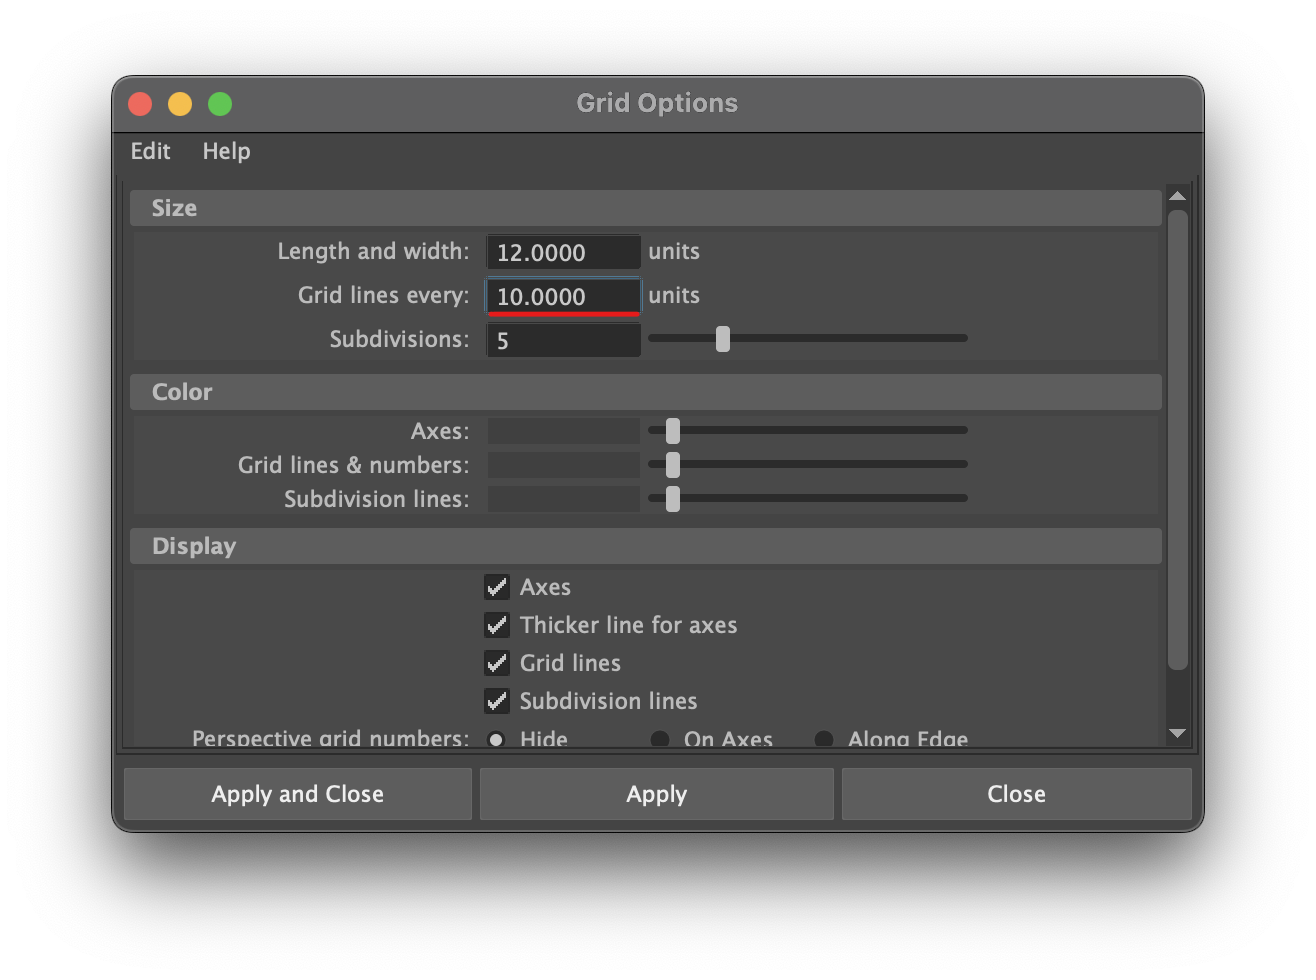 Grid Options
Edit Help
Size
Length and width: 12.0000 units
Grid lines every: 10.0000 units
Subdivisions: 5
Color
Axes:
Grid lines & numbers:
Subdivision lines:
Display
Axes
Thicker line for axes
Grid lines
Subdivision lines
Perspective grid numbers: Hide On Axes Along Edge
Apply and Close Apply Close